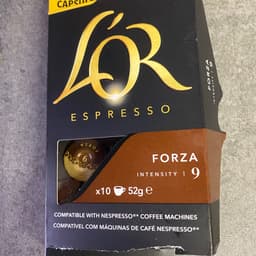 L'OR
ESPRESSO
FORZA
INTENSITY | 9
x10 52g e
COMPATIBLE WITH NESPRESSO** COFFEE MACHINES
COMPATÍVEL COM MÁQUINAS DE CAFÉ NESPRESSO**